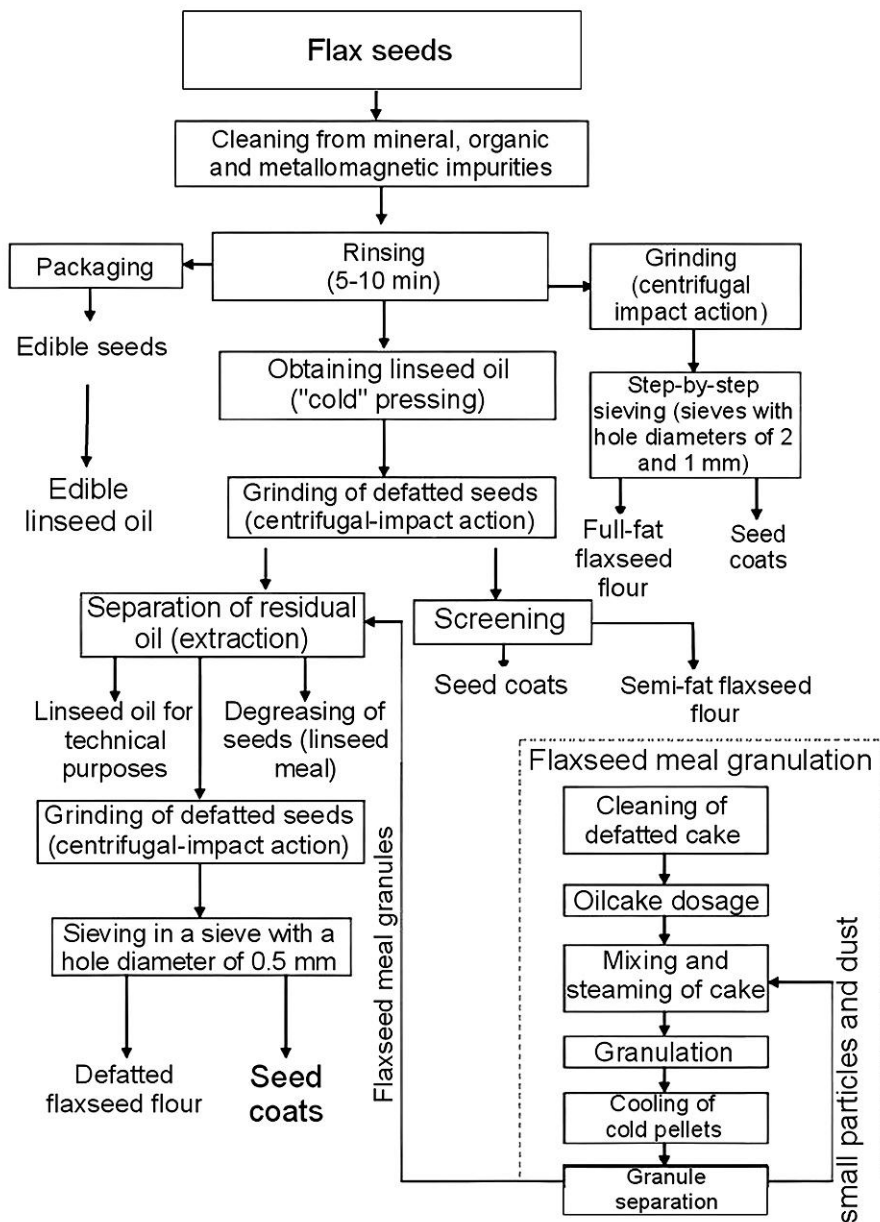 Flax seeds
Cleaning from mineral, organic
and metallomagnetic impurities
Rinsing
(5-10 min)
Packaging
Grinding
(centrifugal
impact action)
Edible seeds
Obtaining linseed oil
("cold" pressing)
Step-by-step
sieving (sieves with
hole diameters of 2
and 1 mm)
Edible
linseed oil
Grinding of defatted seeds
(centrifugal-impact action)
Full-fat
flaxseed
flour
Seed
coats
Separation of residual
oil (extraction)
Screening
Seed coats
Semi-fat flaxseed
flour
Linseed oil for
technical
purposes
Degreasing of
seeds (linseed
meal)
Grinding of defatted seeds
(centrifugal-impact action)
Sieving in a sieve with a
hole diameter of 0.5 mm
Defatted
flaxseed flour
Seed
coats
Flaxseed meal granules
Flaxseed meal granulation
Cleaning of
defatted cake
Oilcake dosage
Mixing and
steaming of cake
Granulation
Cooling of
cold pellets
Granule
separation
small particles and dust